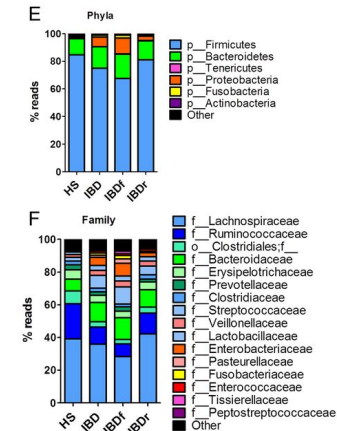 E
Phyla
100
80
60
40
20
0
% reads
HS IBD IBDf IBDr
p__Firmicutes
p__Bacteroidetes
p__Tenericutes
p__Proteobacteria
p__Fusobacteria
p__Actinobacteria
Other
F
Family
100
80
60
40
20
0
% reads
HS IBD IBDf IBDr
f__Lachnospiraceae
f__Ruminococcaceae
o__Clostridiales;f__
f__Bacteroidaceae
f__Erysipelotrichaceae
f__Prevotellaceae
f__Clostridiaceae
f__Streptococcaceae
f__Veillonellaceae
f__Lactobacillaceae
f__Enterobacteriaceae
f__Pasteurellaceae
f__Fusobacteriaceae
f__Enterococcaceae
f__Tissierellaceae
f__Peptostreptococcaceae
Other